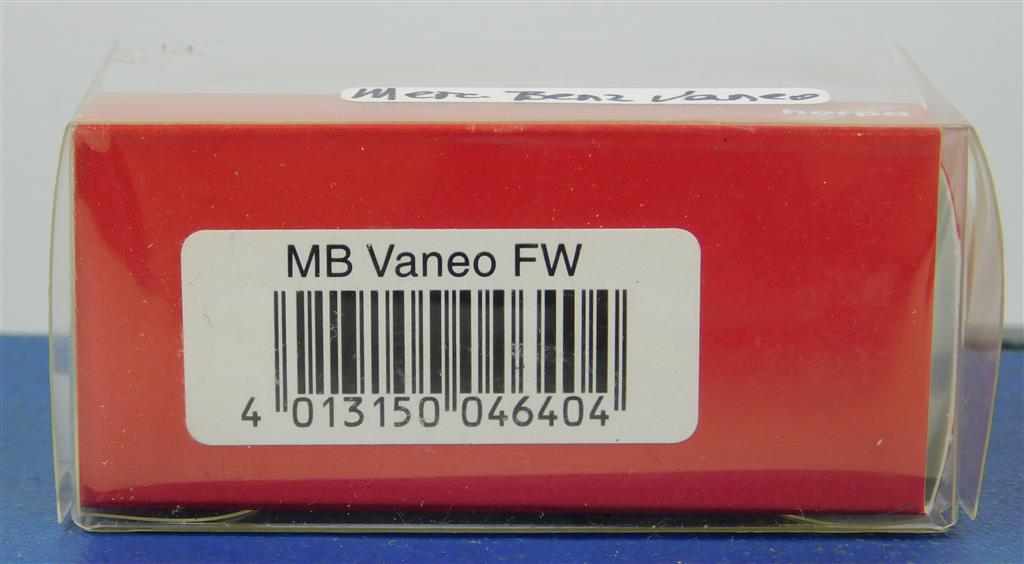 Merc Benz Vaneo
herpa
MB Vaneo FW
4 013150 046404